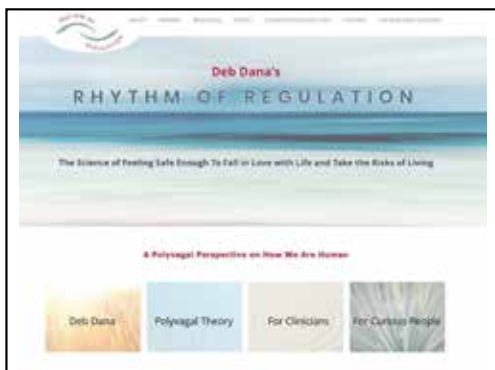 Deb Dana's
RHYTHM OF REGULATION
The Science of Feeling Safe Enough To Fall in Love with Life and Take the Risks of Living
A Polyvagal Perspective on How We Are Human
Deb Dana
Polyvagal Theory
For Clinicians
For Curious People